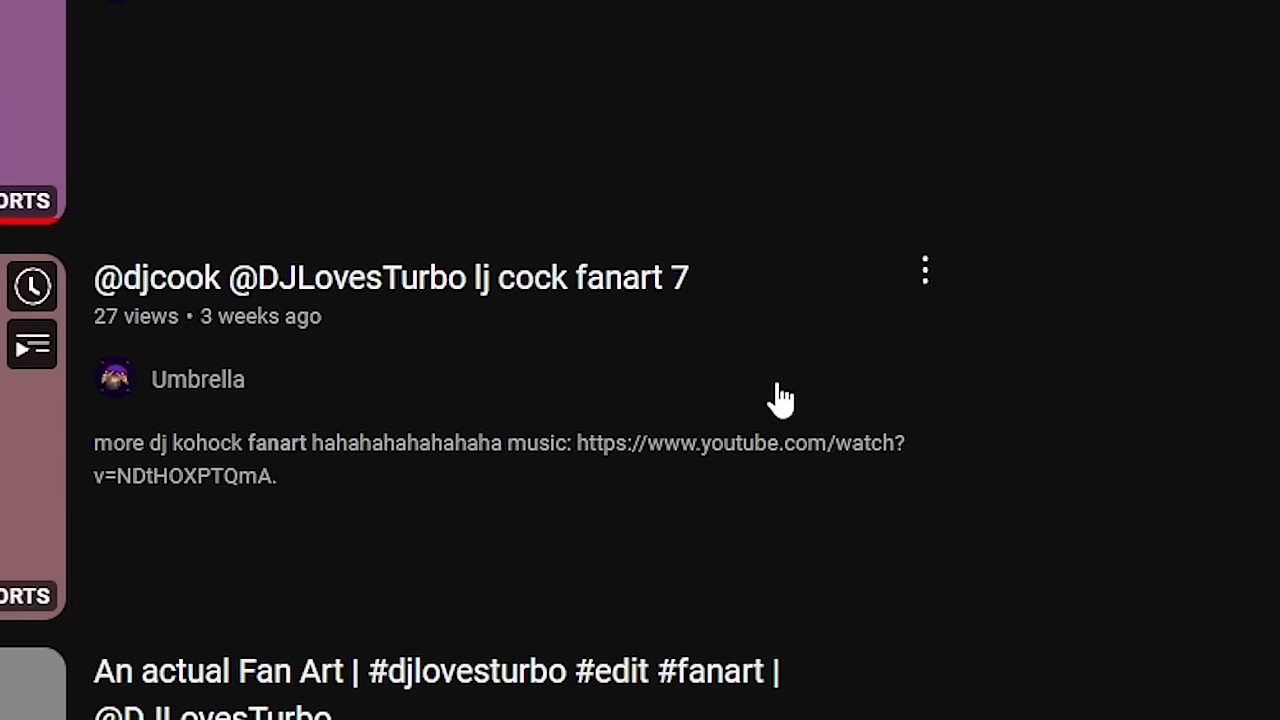 ORTS
@djcook @DJLovesTurbo lj cock fanart 7
27 views • 3 weeks ago
Umbrella
more dj kohock fanart hahahahahahahaha music: https://www.youtube.com/watch?
v=NDtHOXPTQmA.
ORTS
An actual Fan Art | #djlovesturbo #edit #fanart |
@DJLovesTurbo